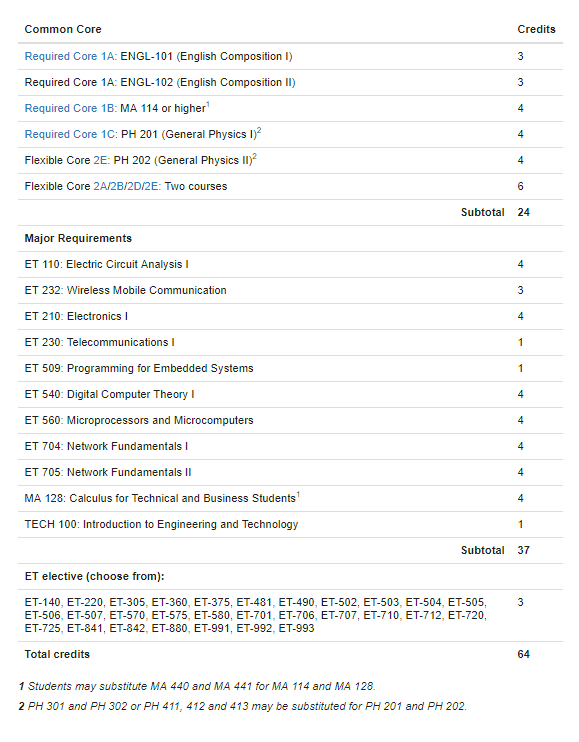 Common Core Credits
Required Core 1A: ENGL-101 (English Composition I) 3
Required Core 1A: ENGL-102 (English Composition II) 3
Required Core 1B: MA 114 or higher1 4
Required Core 1C: PH 201 (General Physics I)2 4
Flexible Core 2E: PH 202 (General Physics II)2 4
Flexible Core 2A/2B/2D/2E: Two courses 6
Subtotal 24
Major Requirements
ET 110: Electric Circuit Analysis I 4
ET 232: Wireless Mobile Communication 3
ET 210: Electronics I 4
ET 230: Telecommunications I 1
ET 509: Programming for Embedded Systems 1
ET 540: Digital Computer Theory I 4
ET 560: Microprocessors and Microcomputers 4
ET 704: Network Fundamentals I 4
ET 705: Network Fundamentals II 4
MA 128: Calculus for Technical and Business Students1 4
TECH 100: Introduction to Engineering and Technology 1
Subtotal 37
ET elective (choose from):
ET-140, ET-220, ET-305, ET-360, ET-375, ET-481, ET-490, ET-502, ET-503, ET-504, ET-505, 3
ET-506, ET-507, ET-570, ET-575, ET-580, ET-701, ET-706, ET-707, ET-710, ET-712, ET-720,
ET-725, ET-841, ET-842, ET-880, ET-991, ET-992, ET-993
Total credits 64
1 Students may substitute MA 440 and MA 441 for MA 114 and MA 128.
2 PH 301 and PH 302 or PH 411, 412 and 413 may be substituted for PH 201 and PH 202.